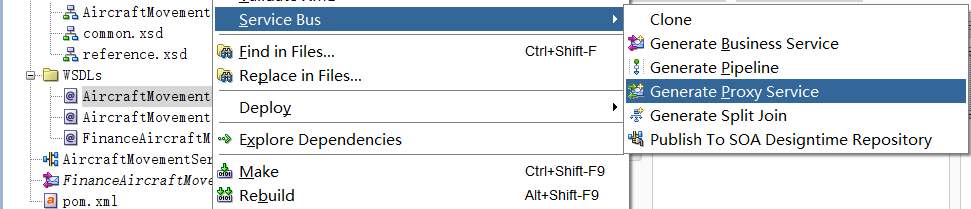 AircraftMovement
common.xsd
reference.xsd
WSDLs
AircraftMovement
AircraftMovement
FinanceAircraftM
AircraftMovementSer
FinanceAircraftMove
pom.xml
Service Bus
Find in Files... Ctrl+Shift-F
Replace in Files...
Deploy
Explore Dependencies
Make Ctrl+Shift-F9
Rebuild Alt+Shift-F9
Clone
Generate Business Service
Generate Pipeline
Generate Proxy Service
Generate Split Join
Publish To SOA Designtime Repository